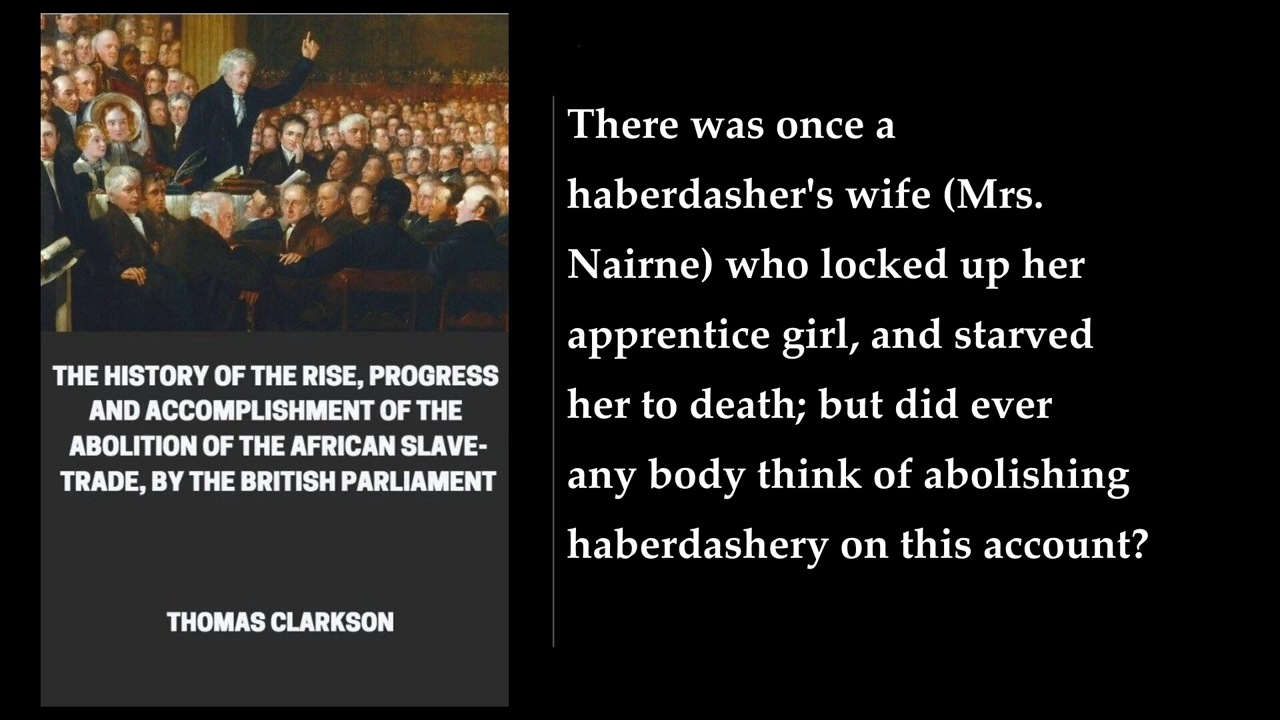 THE HISTORY OF THE RISE, PROGRESS
AND ACCOMPLISHMENT OF THE
ABOLITION OF THE AFRICAN SLAVE-
TRADE, BY THE BRITISH PARLIAMENT
THOMAS CLARKSON
There was once a
haberdasher's wife (Mrs.
Nairne) who locked up her
apprentice girl, and starved
her to death; but did ever
any body think of abolishing
haberdashery on this account?